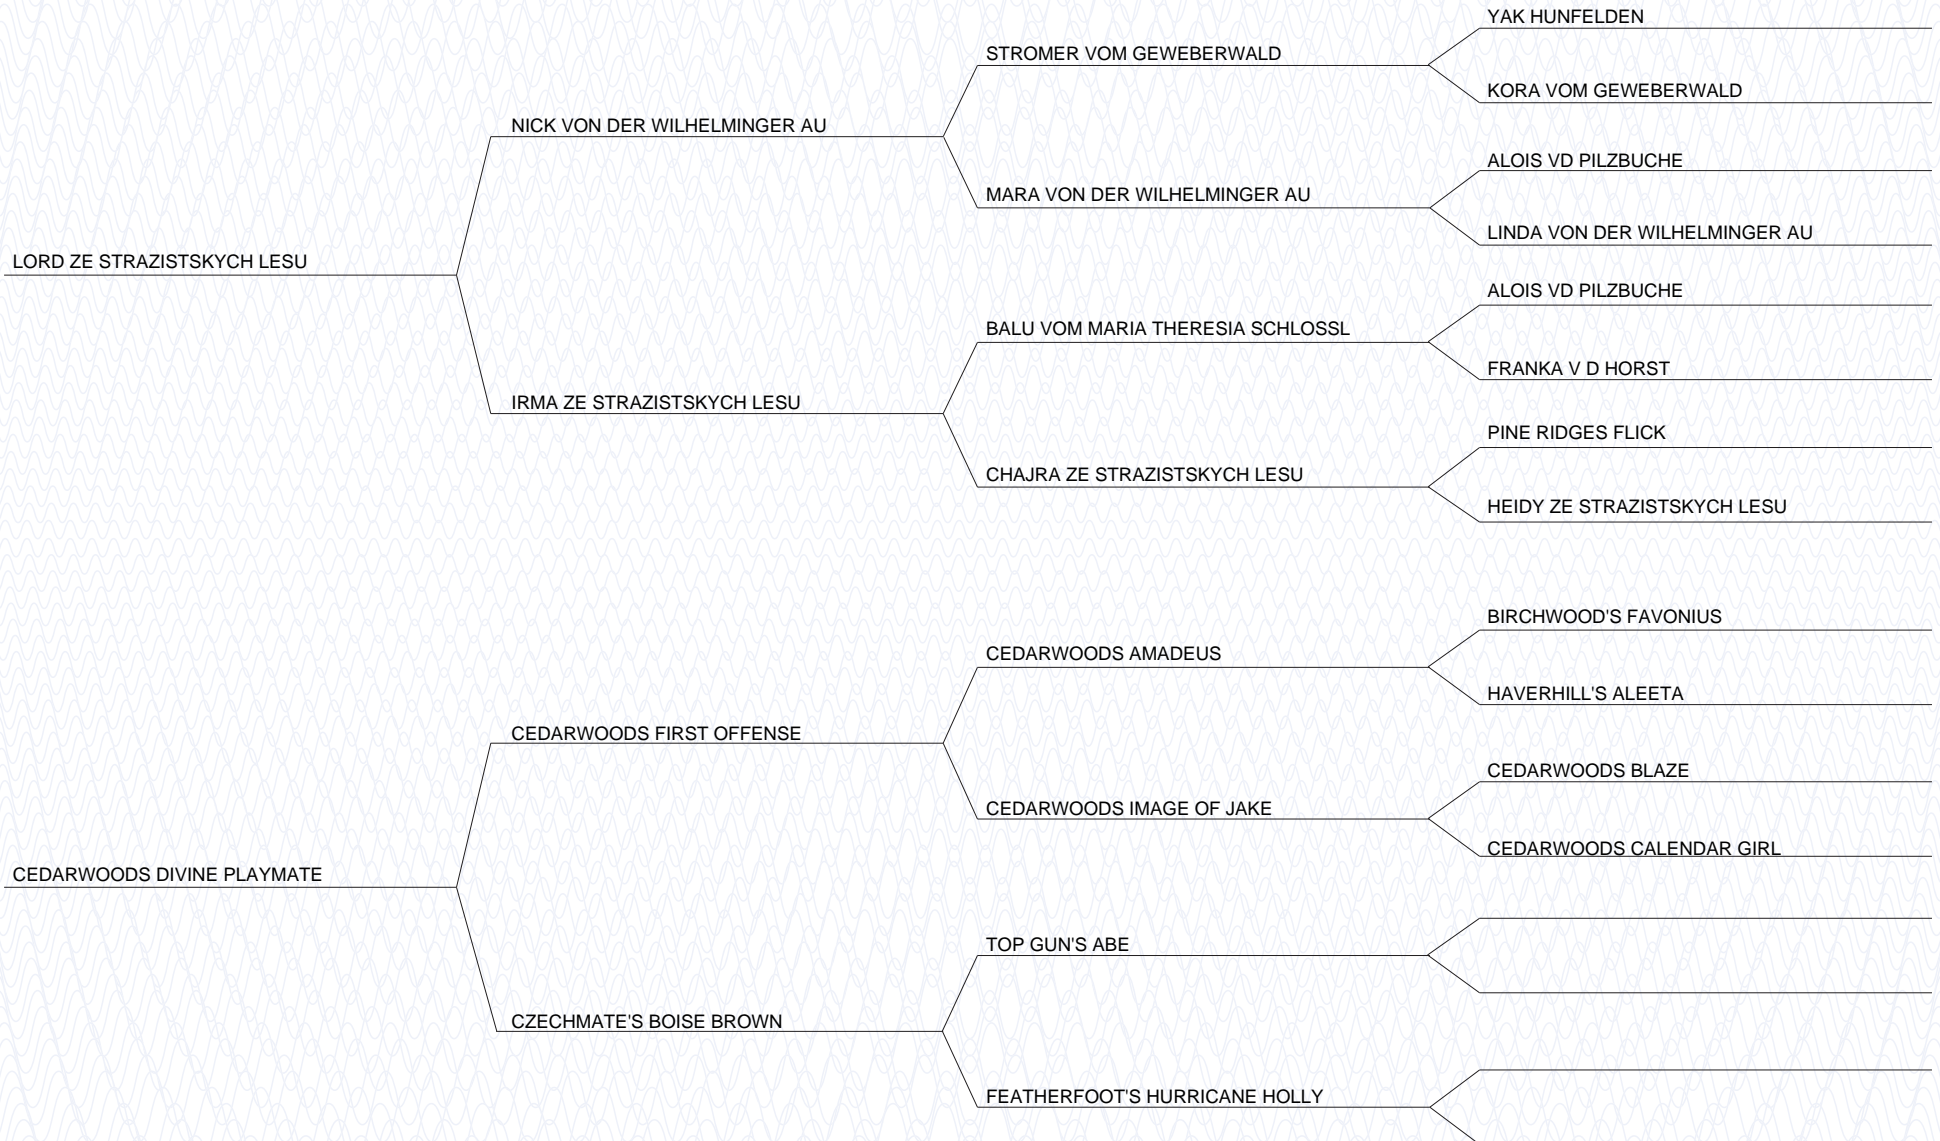 YAK HUNFELDEN
STROMER VOM GEWEBERWALD
KORA VOM GEWEBERWALD
NICK VON DER WILHELMINGER AU
ALOIS VD PILZBUCHE
MARA VON DER WILHELMINGER AU
LINDA VON DER WILHELMINGER AU
LORD ZE STRAZISTSKYCH LESU
ALOIS VD PILZBUCHE
BALU VOM MARIA THERESIA SCHLOSSL
FRANKA V D HORST
IRMA ZE STRAZISTSKYCH LESU
PINE RIDGES FLICK
CHAJRA ZE STRAZISTSKYCH LESU
HEIDY ZE STRAZISTSKYCH LESU
BIRCHWOOD'S FAVONIUS
CEDARWOODS AMADEUS
HAVERHILL'S ALEETA
CEDARWOODS FIRST OFFENSE
CEDARWOODS BLAZE
CEDARWOODS IMAGE OF JAKE
CEDARWOODS CALENDAR GIRL
CEDARWOODS DIVINE PLAYMATE
TOP GUN'S ABE
CZECHMATE'S BOISE BROWN
FEATHERFOOT'S HURRICANE HOLLY